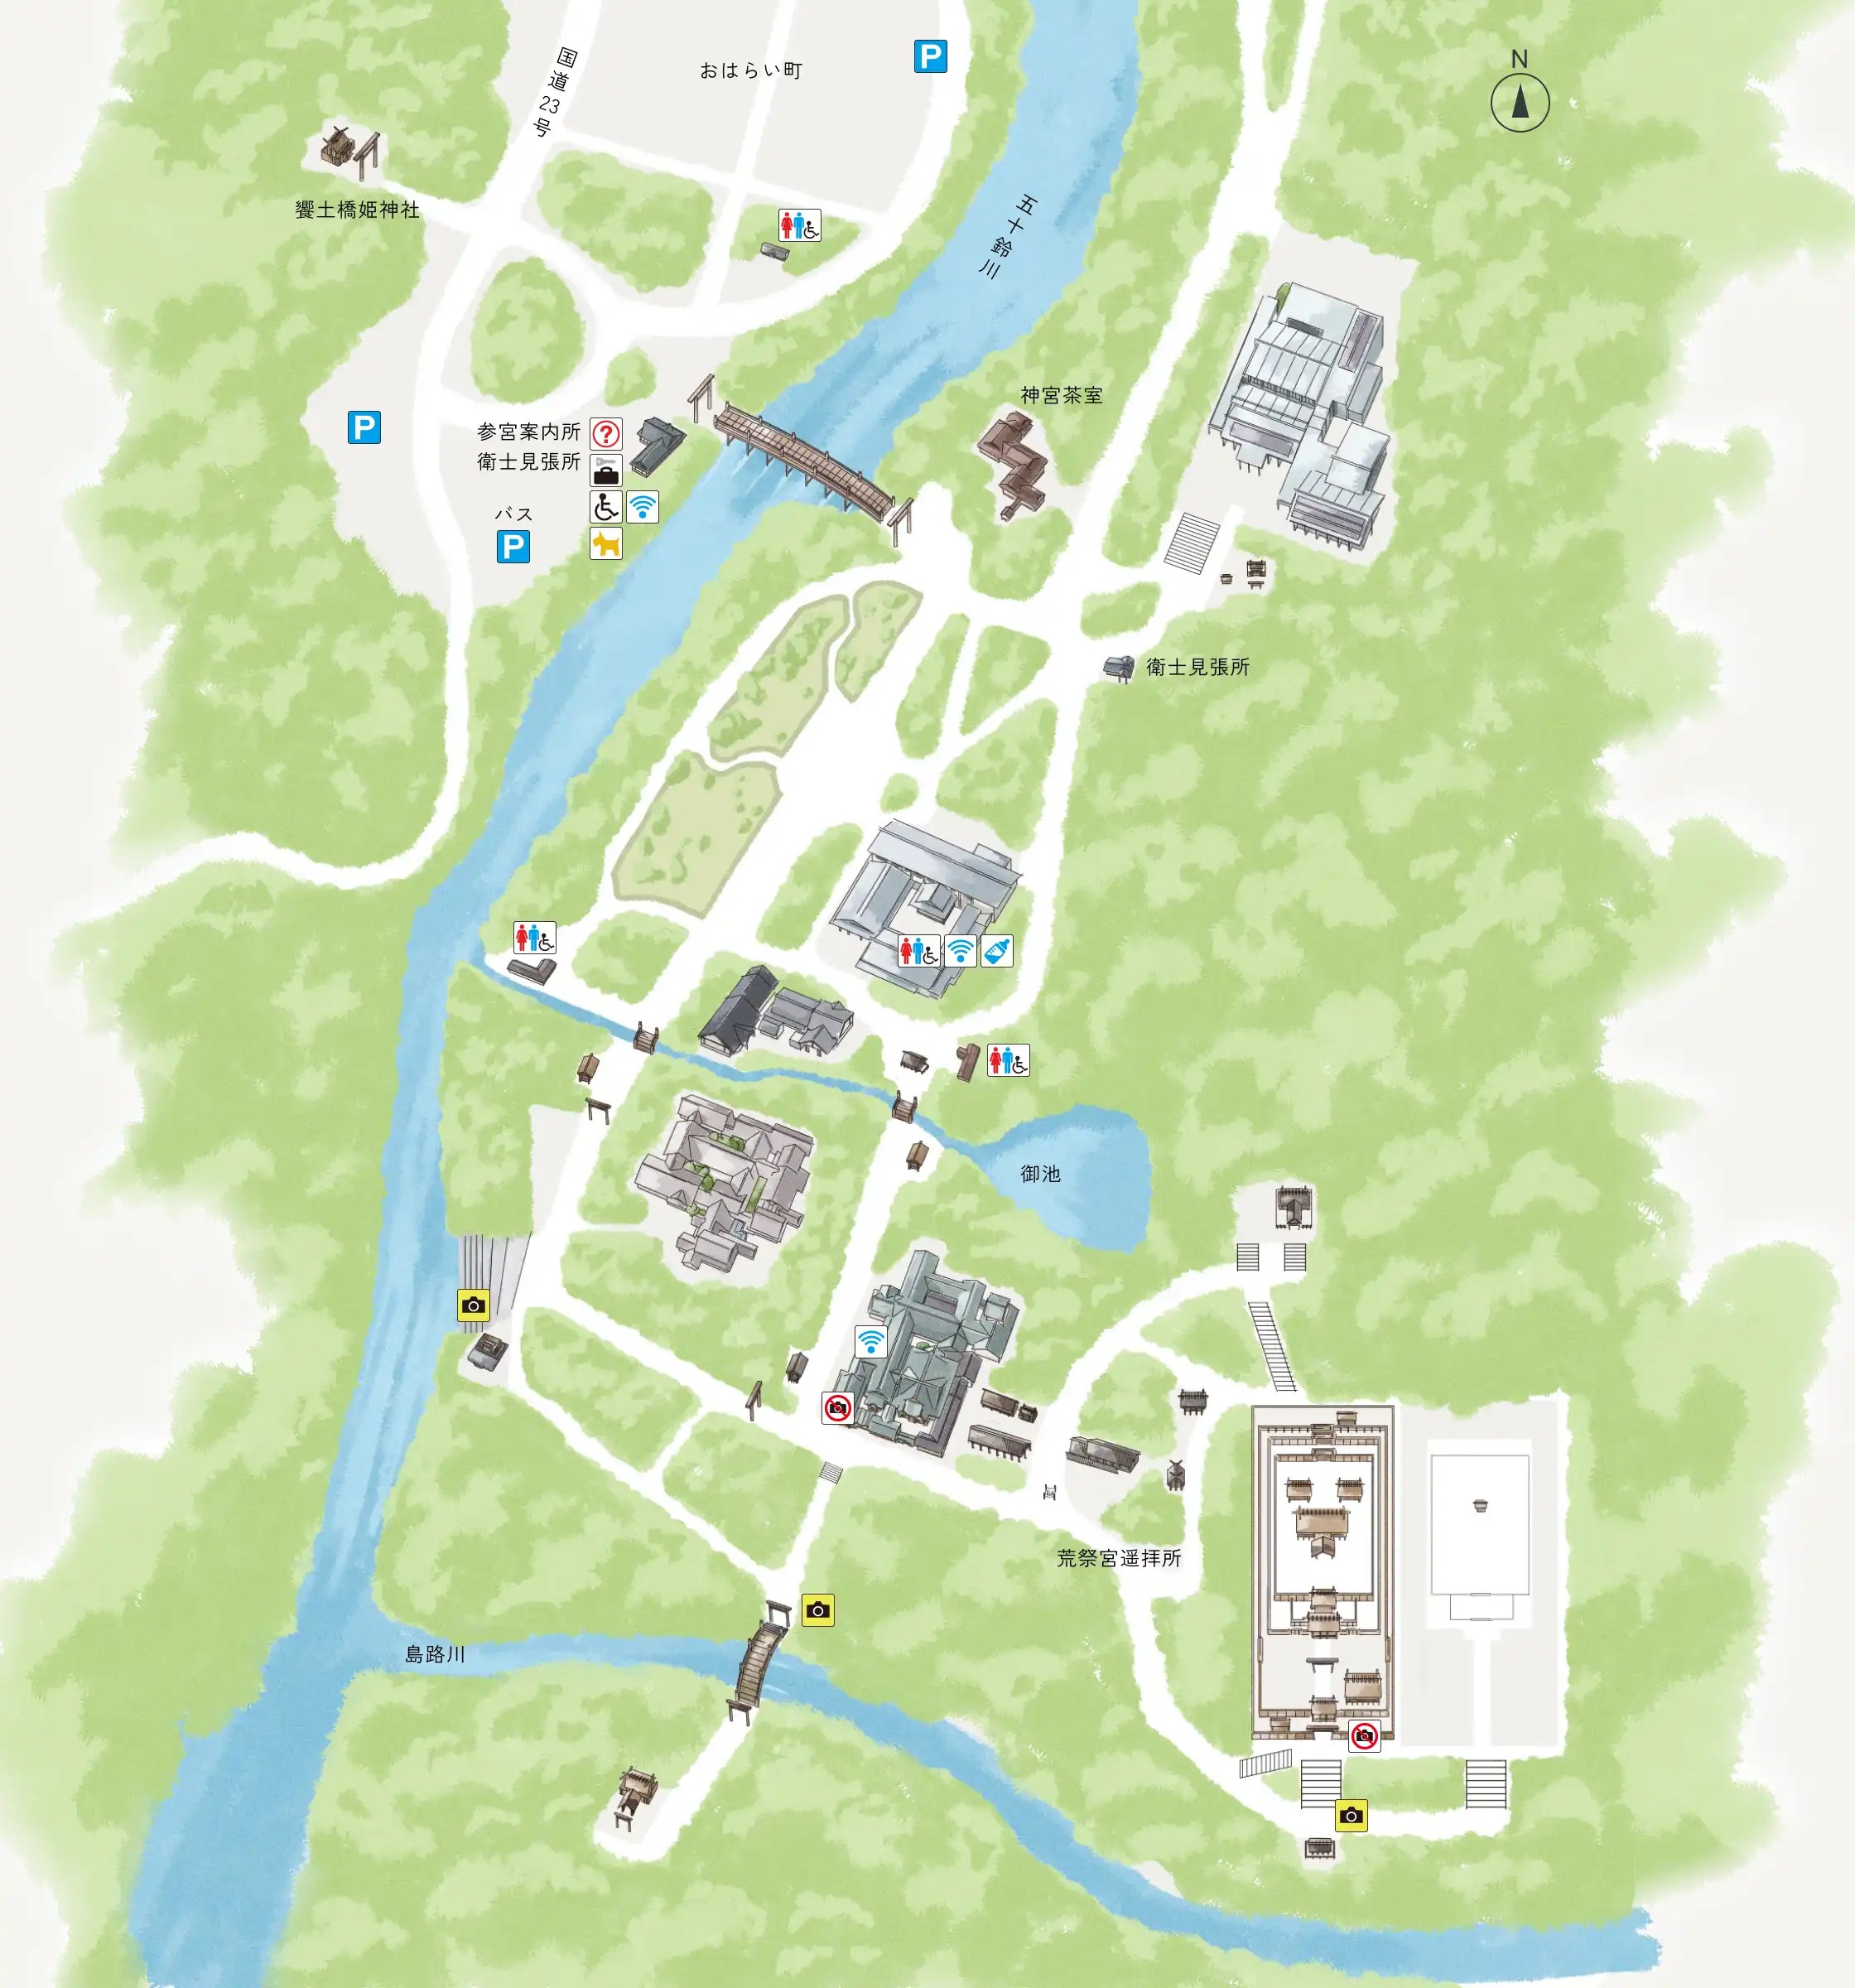 国道23号
おはらい町
P
N
饗土橋姫神社
五十鈴川
神宮茶室
P
参宮案内所
?
衛士見張所
バス
P
衛士見張所
御池
荒祭宮遥拝所
島路川